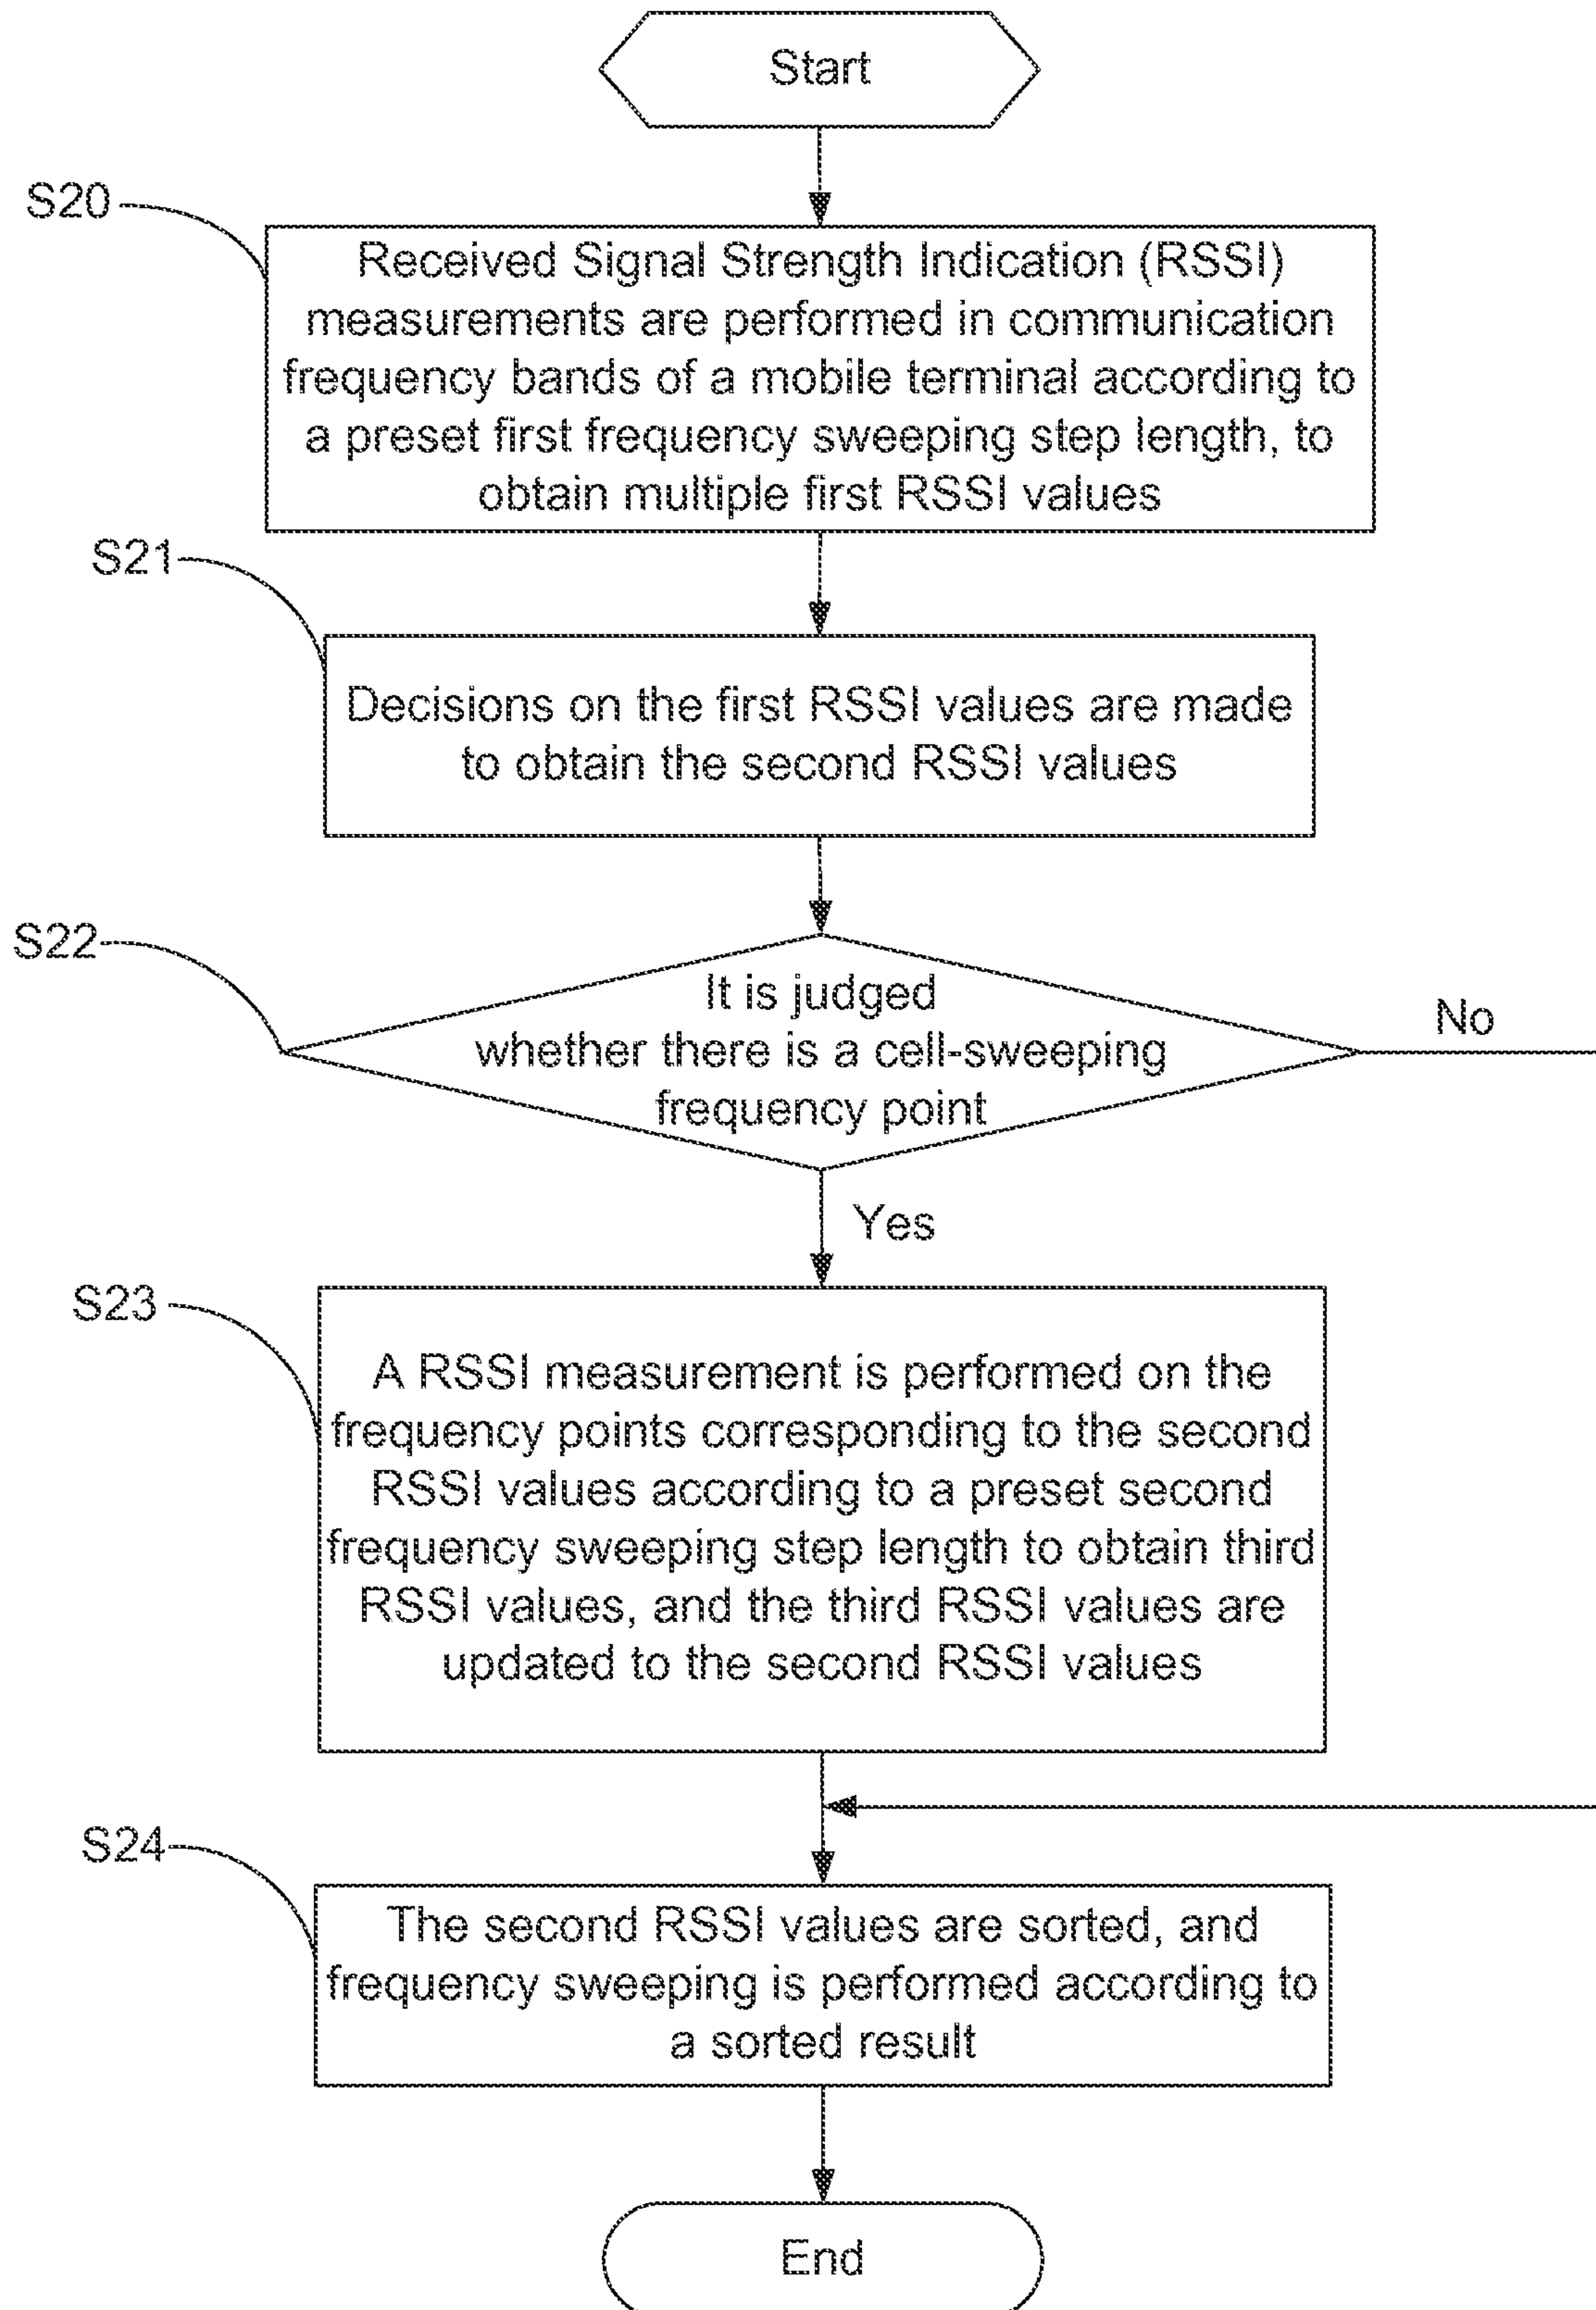 Start
S20
Received Signal Strength Indication (RSSI)
measurements are performed in communication
frequency bands of a mobile terminal according to
a preset first frequency sweeping step length, to
obtain multiple first RSSI values
S21
Decisions on the first RSSI values are made
to obtain the second RSSI values
S22
It is judged
whether there is a cell-sweeping
frequency point
No
Yes
S23
A RSSI measurement is performed on the
frequency points corresponding to the second
RSSI values according to a preset second
frequency sweeping step length to obtain third
RSSI values, and the third RSSI values are
updated to the second RSSI values
S24
The second RSSI values are sorted, and
frequency sweeping is performed according to
a sorted result
End